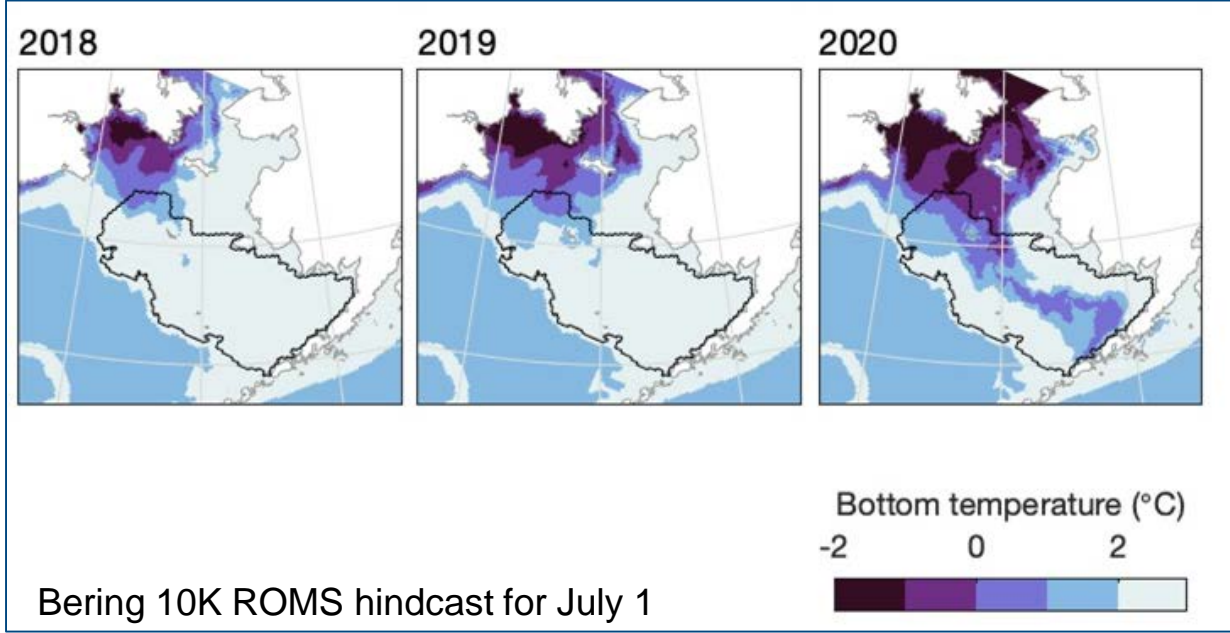 2018
2019
2020
Bottom temperature (°C)
-2 0 2
Bering 10K ROMS hindcast for July 1